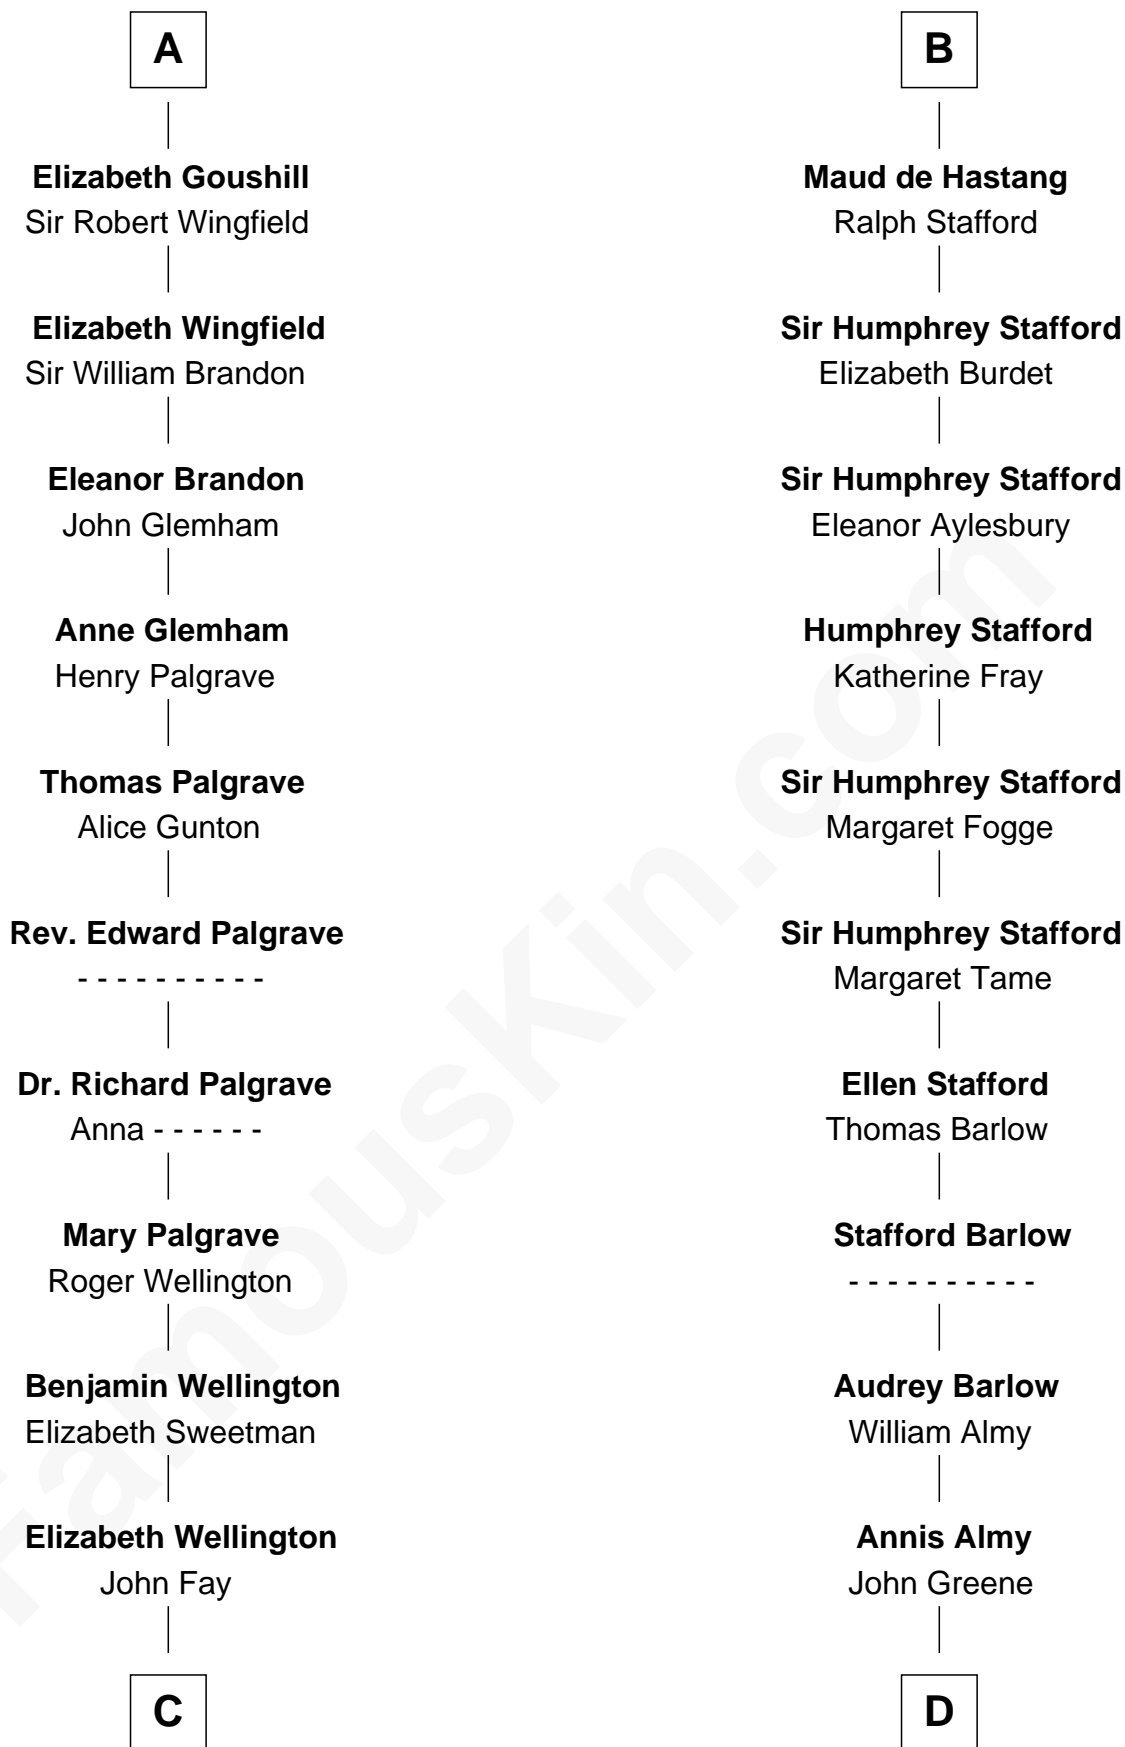 A
Elizabeth Goushill
Sir Robert Wingfield
Elizabeth Wingfield
Sir William Brandon
Eleanor Brandon
John Glemham
Anne Glemham
Henry Palgrave
Thomas Palgrave
Alice Gunton
Rev. Edward Palgrave
- - - - - - - - - -
Dr. Richard Palgrave
Anna - - - - - -
Mary Palgrave
Roger Wellington
Benjamin Wellington
Elizabeth Sweetman
Elizabeth Wellington
John Fay
C
B
Maud de Hastang
Ralph Stafford
Sir Humphrey Stafford
Elizabeth Burdet
Sir Humphrey Stafford
Eleanor Aylesbury
Humphrey Stafford
Katherine Fray
Sir Humphrey Stafford
Margaret Fogge
Sir Humphrey Stafford
Margaret Tame
Ellen Stafford
Thomas Barlow
Stafford Barlow
- - - - - - - - - -
Audrey Barlow
William Almy
Annis Almy
John Greene
D
FamousKin.com